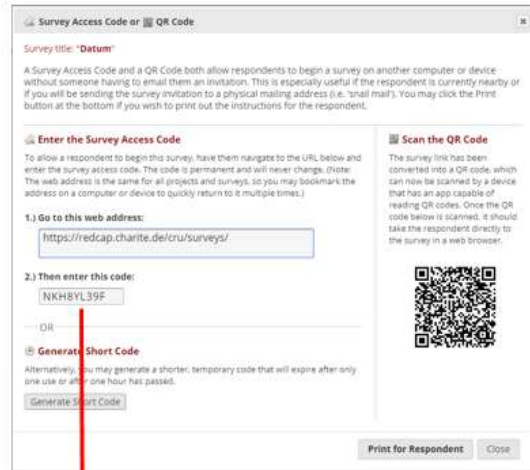 Survey Access Code or QR Code
Survey title: "Datum"
A Survey Access Code and a QR Code both allow respondents to begin a survey on another computer or device
without someone having to email them an invitation. This is especially useful if the respondent is currently nearby or
if you will be sending the survey invitation to a physical mailing address (i.e. 'snail mail'). You may click the Print
button at the bottom if you wish to print out the instructions for the respondent.
Enter the Survey Access Code
To allow a respondent to begin this survey, have them navigate to the URL below and
enter the survey access code. The code is permanent and will never change. (Note:
The web address is the same for all projects and surveys, so you may bookmark the
address on a computer or device to quickly return to it multiple times.)
1.) Go to this web address:
https://redcap.charite.de/cru/surveys/
2.) Then enter this code:
NKH8YL39F
OR
Generate Short Code
Alternatively, you may generate a shorter, temporary code that will expire after only
one use or after one hour has passed.
Generate Short Code
Scan the QR Code
The survey link has been
converted into a QR code, which
can now be scanned by a device
that has an app capable of
reading QR codes. Once the QR
code below is scanned, it should
take the respondent directly to
the survey in a web browser.
Print for Respondent
Close